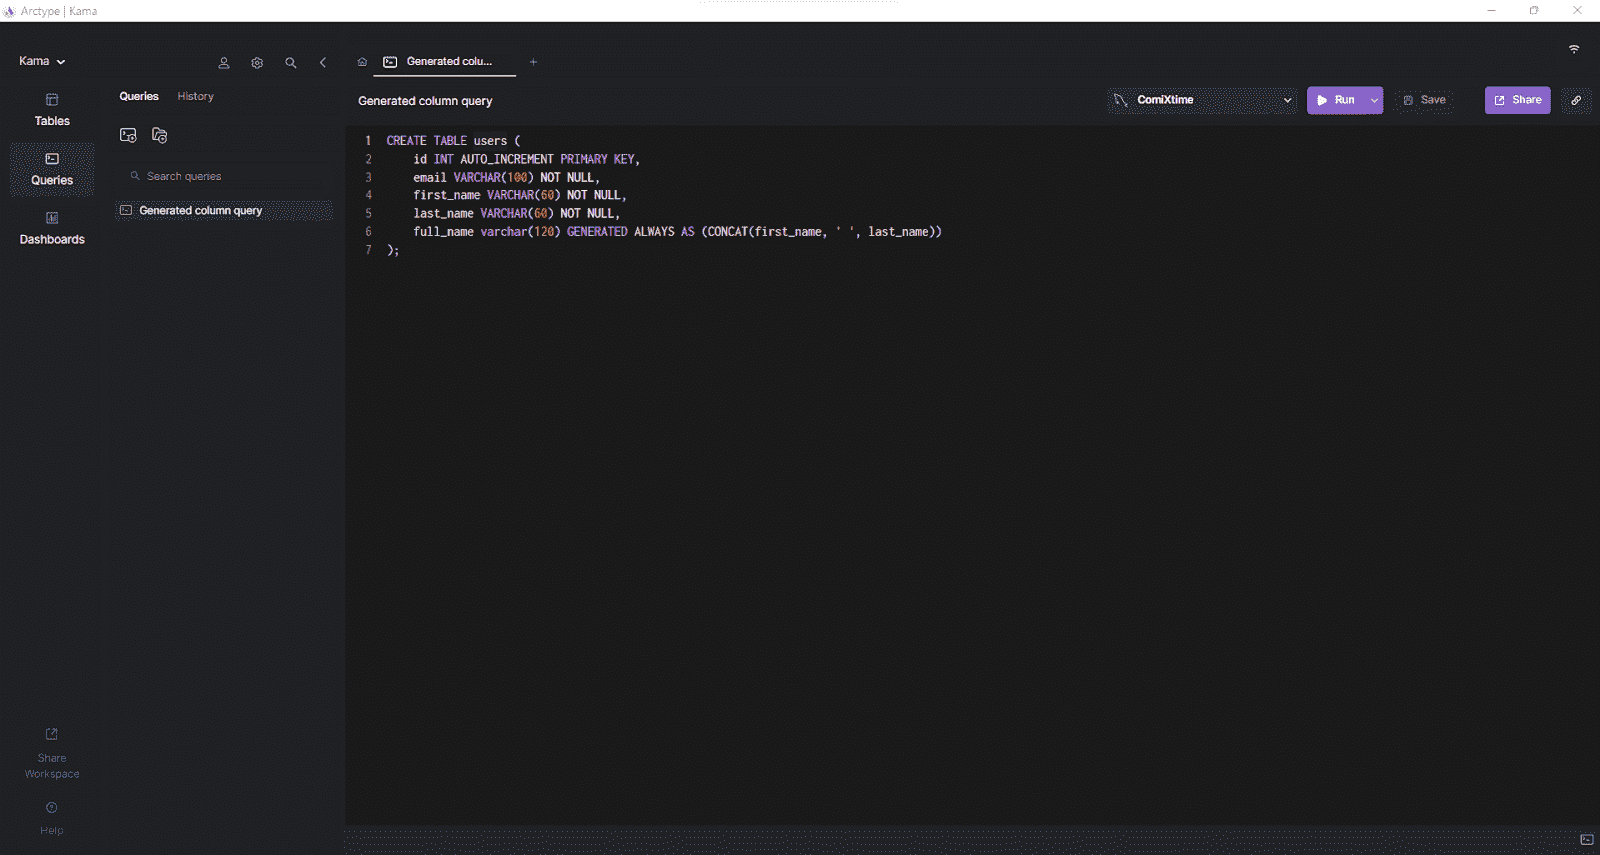 Arctype | Kama
Kama
Generated colu...
Tables
Queries
Dashboards
Share
Workspace
Help
Queries History
Search queries
Generated column query
Generated column query
ComiXtime
Run
Save
Share
1 CREATE TABLE users (
2 id INT AUTO_INCREMENT PRIMARY KEY,
3 email VARCHAR(100) NOT NULL,
4 first_name VARCHAR(60) NOT NULL,
5 last_name VARCHAR(60) NOT NULL,
6 full_name varchar(120) GENERATED ALWAYS AS (CONCAT(first_name, ' ', last_name))
7 );